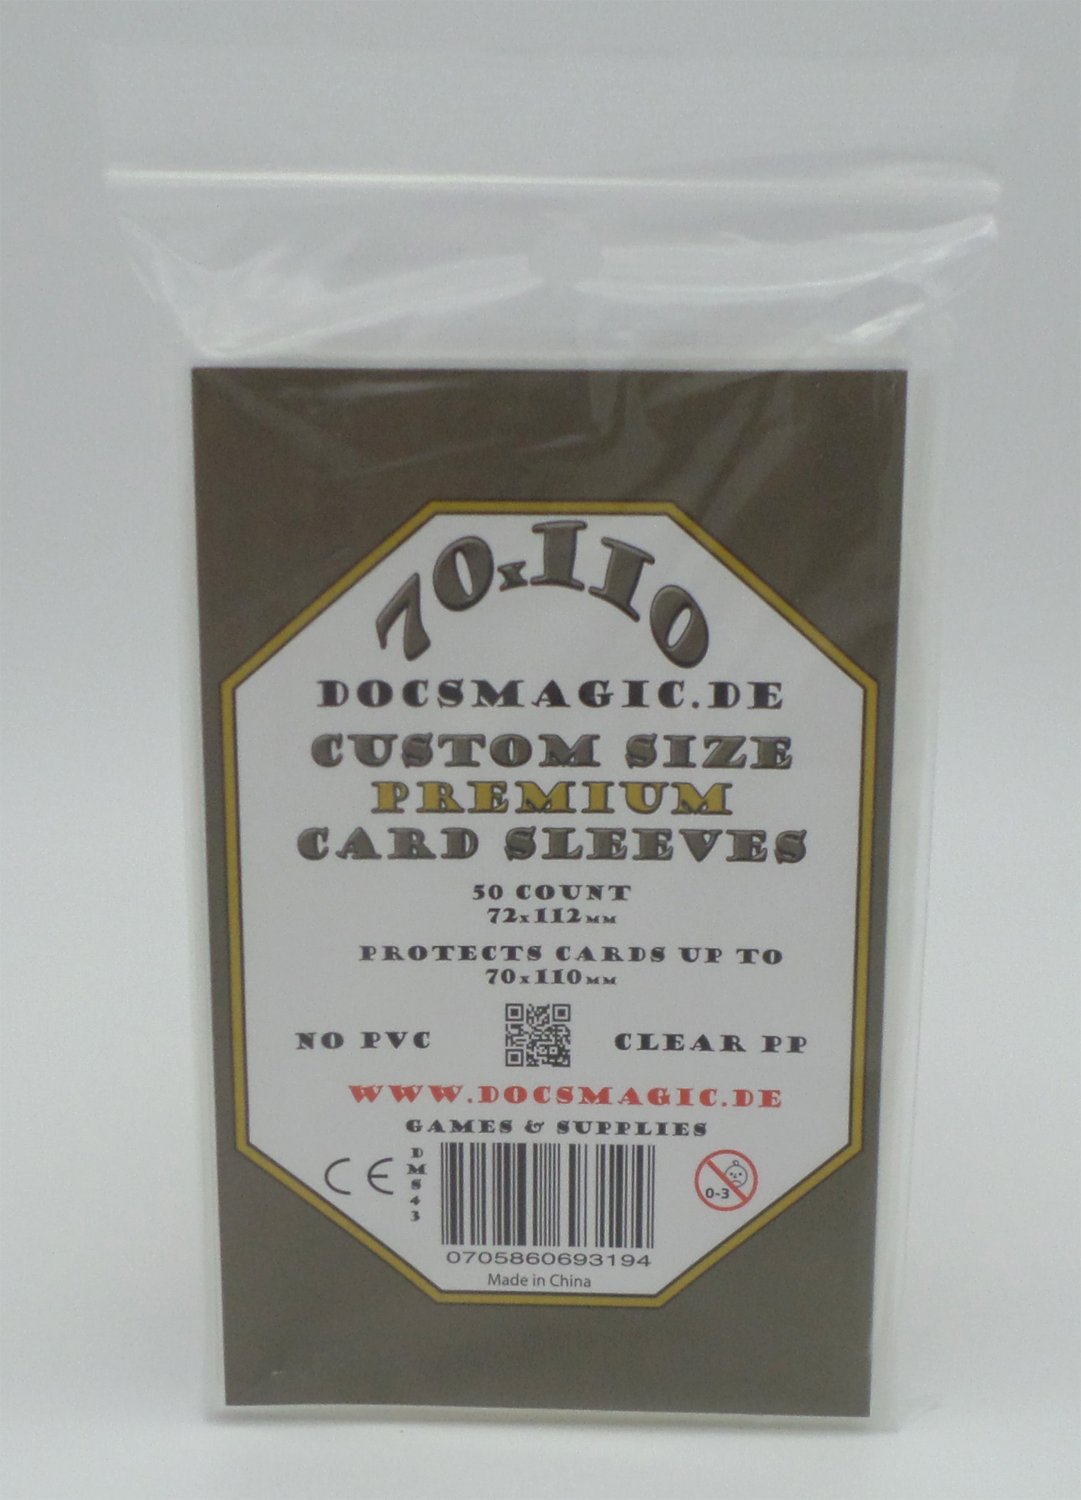 70x110
DOCSMAGIC.DE
CUSTOM SIZE
PREMIUM
CARD SLEEVES
50 COUNT
72x112MM
PROTECTS CARDS UP TO
70x110MM
NO PVC
CLEAR PP
WWW.DOCSMAGIC.DE
GAMES & SUPPLIES
CE
DMS43
0-3
0705860693194
Made in China